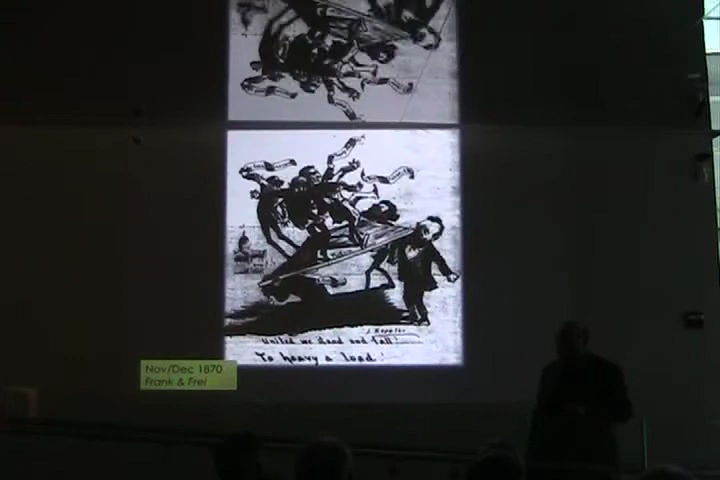 J. Keppler
United we stand and fall!
To heavy a load!
Nov/Dec 1870
Frank & Frei